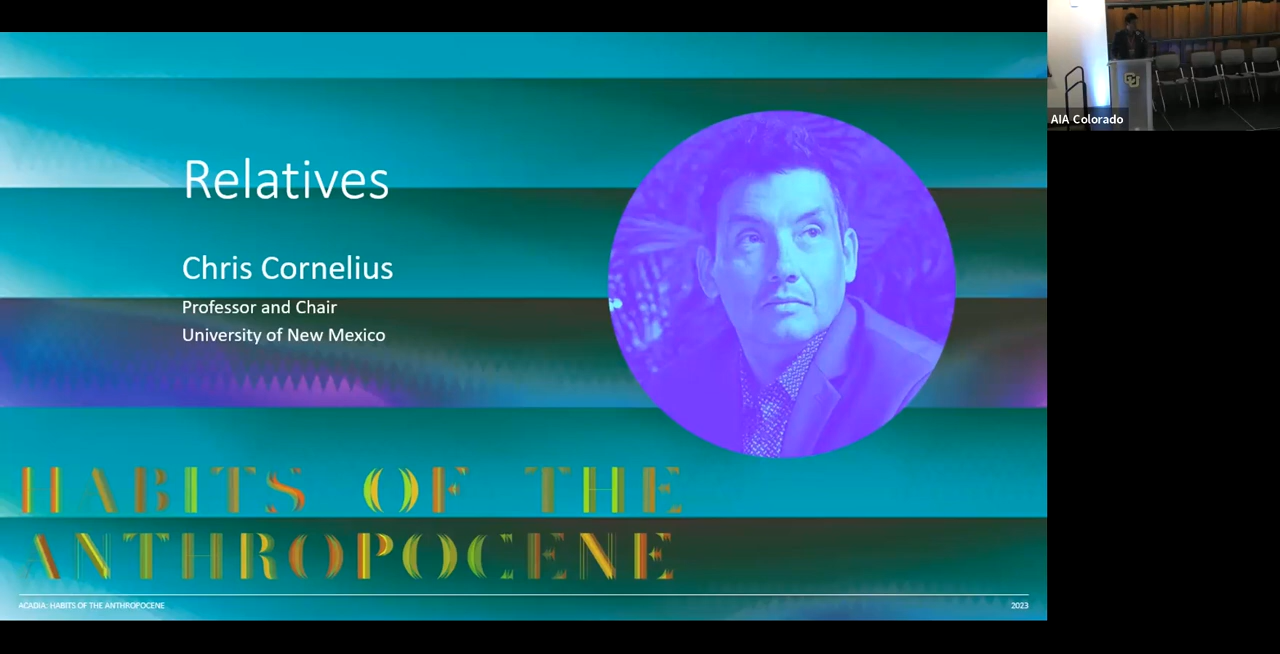 Relatives
Chris Cornelius
Professor and Chair
University of New Mexico
HABITS OF THE
ANTHROPOCENE
ACADIA: HABITS OF THE ANTHROPOCENE
2023
CU
AIA Colorado